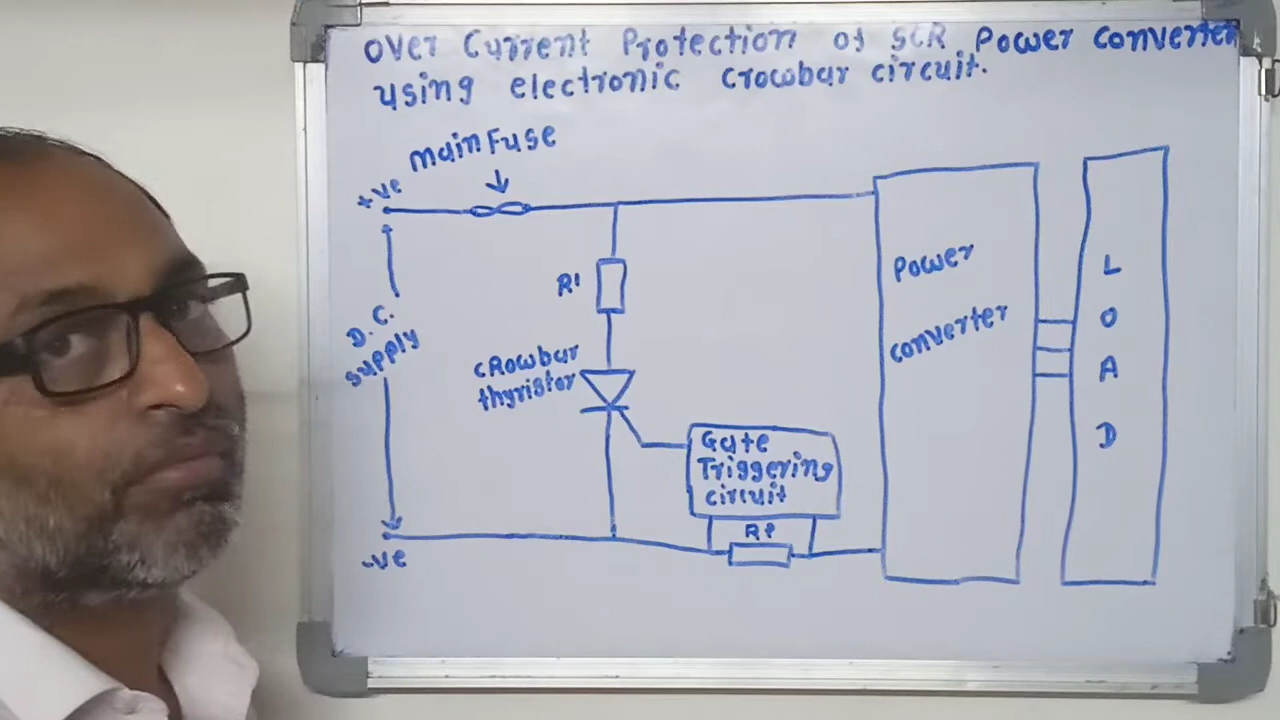 Over Current Protection of SCR Power Converter
using electronic Crowbar circuit.
main Fuse
+ve
R1
D.C.
supply
CRowbar
thyristor
Gate
Triggering
circuit
RP
-ve
Power
converter
L
O
A
D